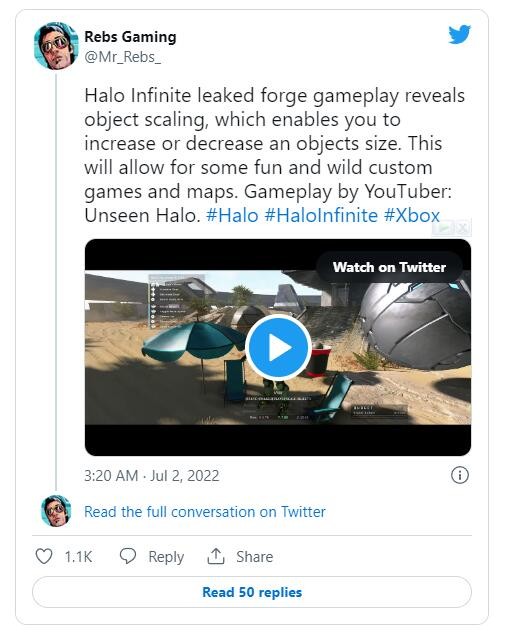 Rebs Gaming
@Mr_Rebs_
Halo Infinite leaked forge gameplay reveals
object scaling, which enables you to
increase or decrease an objects size. This
will allow for some fun and wild custom
games and maps. Gameplay by YouTuber:
Unseen Halo. #Halo #HaloInfinite #Xbox
Watch on Twitter
BUDGET
3:20 AM · Jul 2, 2022
Read the full conversation on Twitter
1.1K Reply Share
Read 50 replies